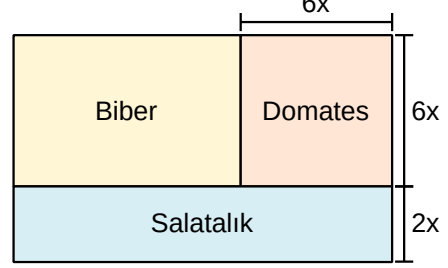 6x
Biber
Domates
6x
Salatalık
2x